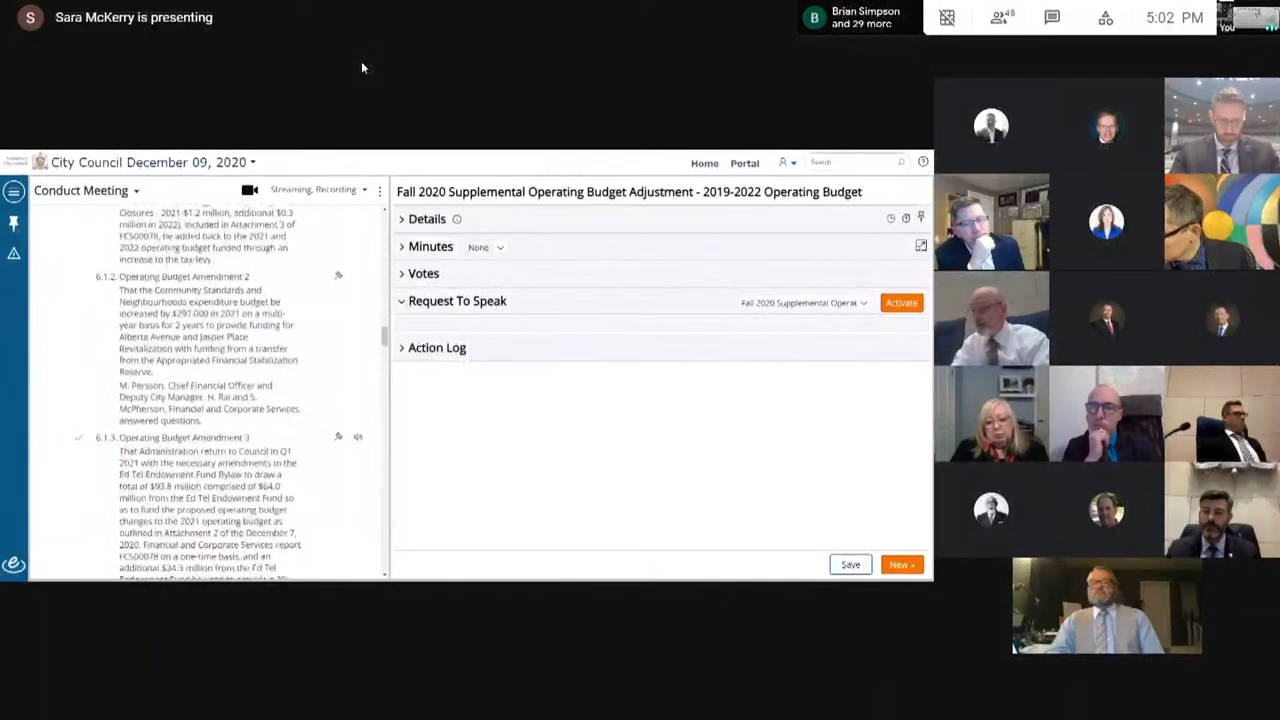 S Sara McKerry is presenting
B Brian Simpson
and 29 more
48
5:02 PM
You
City Council December 09, 2020
Home Portal Search
Conduct Meeting Streaming, Recording
Fall 2020 Supplemental Operating Budget Adjustment - 2019-2022 Operating Budget
Closures - 2021-$1.2 million, additional $0.3
million in 2022), included in Attachment 3 of
FCS00078, be added back to the 2021 and
2022 operating budget funded through an
increase to the tax-levy.
6.1.2. Operating Budget Amendment 2
That the Community Standards and
Neighbourhoods expenditure budget be
increased by $297,000 in 2021 on a multi-
year basis for 2 years to provide funding for
Alberta Avenue and Jasper Place
Revitalization with funding from a transfer
from the Appropriated Financial Stabilization
Reserve.
M. Persson, Chief Financial Officer and
Deputy City Manager, H. Rai and S.
McPherson, Financial and Corporate Services
answered questions.
6.1.3. Operating Budget Amendment 3
That Administration return to Council in Q1
2021 with the necessary amendments to the
Ed Tel Endowment Fund Bylaw to draw a
total of $93.8 million comprised of $64.0
million from the Ed Tel Endowment Fund so
as to fund the proposed operating budget
changes to the 2021 operating budget as
outlined in Attachment 2 of the December 7,
2020, Financial and Corporate Services report
FCS00078 on a one-time basis, and an
additional $34.3 million from the Ed Tel
Details
Minutes None
Votes
Request To Speak Fall 2020 Supplemental Operat Activate
Action Log
Save New